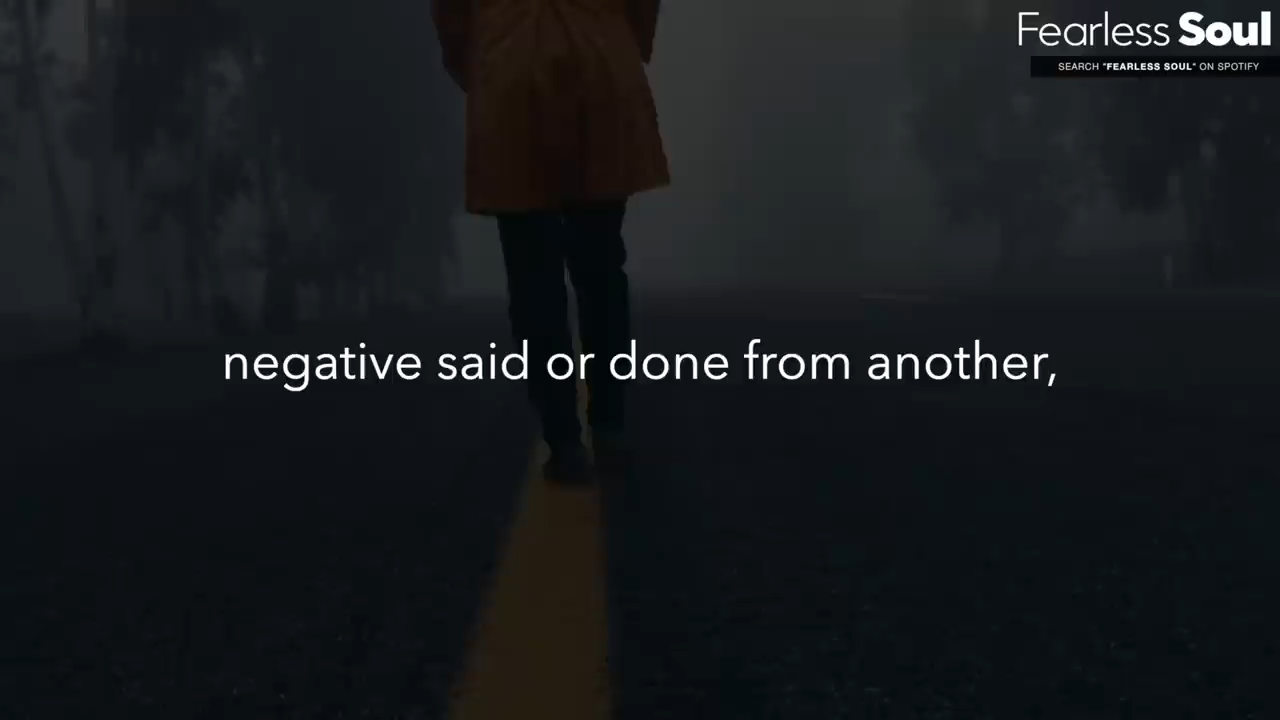 Fearless Soul
SEARCH "FEARLESS SOUL" ON SPOTIFY
negative said or done from another,